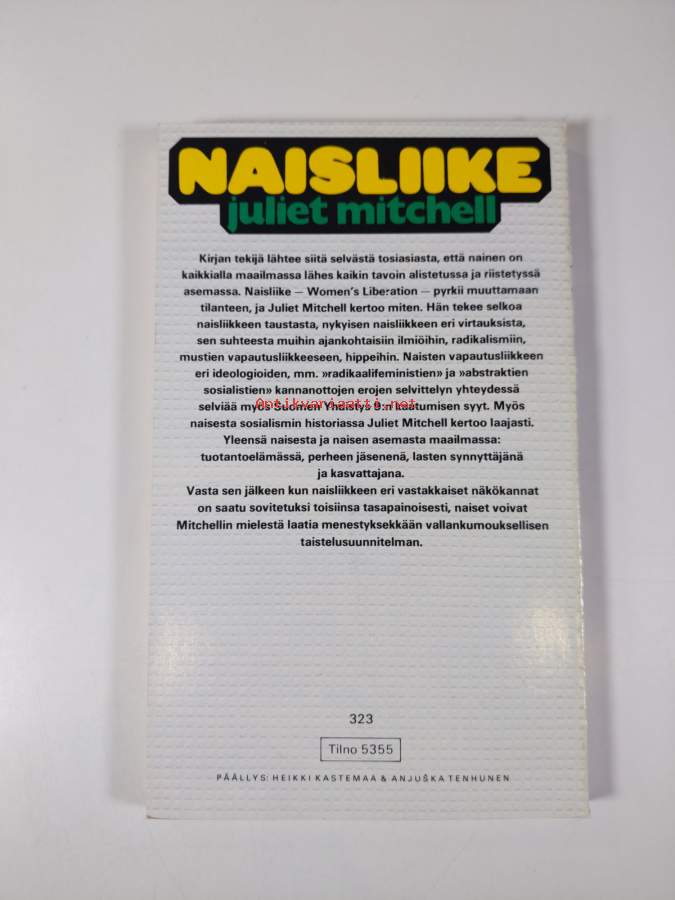 NAISLIIKE
juliet mitchell
Kirjan tekijä lähtee siitä selvästä tosiasiasta, että nainen on
kaikkialla maailmassa lähes kaikin tavoin alistetussa ja riistetyssä
asemassa. Naisliike — Women's Liberation — pyrkii muuttamaan
tilanteen, ja Juliet Mitchell kertoo miten. Hän tekee selkoa
naisliikkeen taustasta, nykyisen naisliikkeen eri virtauksista,
sen suhteesta muihin ajankohtaisiin ilmiöihin, radikalismiin,
mustien vapautusliikkeeseen, hippeihin. Naisten vapautusliikkeen
eri ideologioiden, mm. »radikaalifeministien» ja »abstraktien
sosialistien» kannanottojen erojen selvittelyn yhteydessä
selviää myös Suomen Yhdistys 9:n kaatumisen syyt. Myös
Optikvariaatti.net
naisesta sosialismin historiassa Juliet Mitchell kertoo laajasti.
Yleensä naisesta ja naisen asemasta maailmassa:
tuotantoelämässä, perheen jäsenenä, lasten synnyttäjänä
ja kasvattajana.
Vasta sen jälkeen kun naisliikkeen eri vastakkaiset näkökannat
on saatu sovitetuksi toisiinsa tasapainoisesti, naiset voivat
Mitchellin mielestä laatia menestyksekkään vallankumouksellisen
taistelusuunnitelman.
323
Tilno 5355
PÄÄLLYS: HEIKKI KASTEMAA & ANJUŠKA TENHUNEN